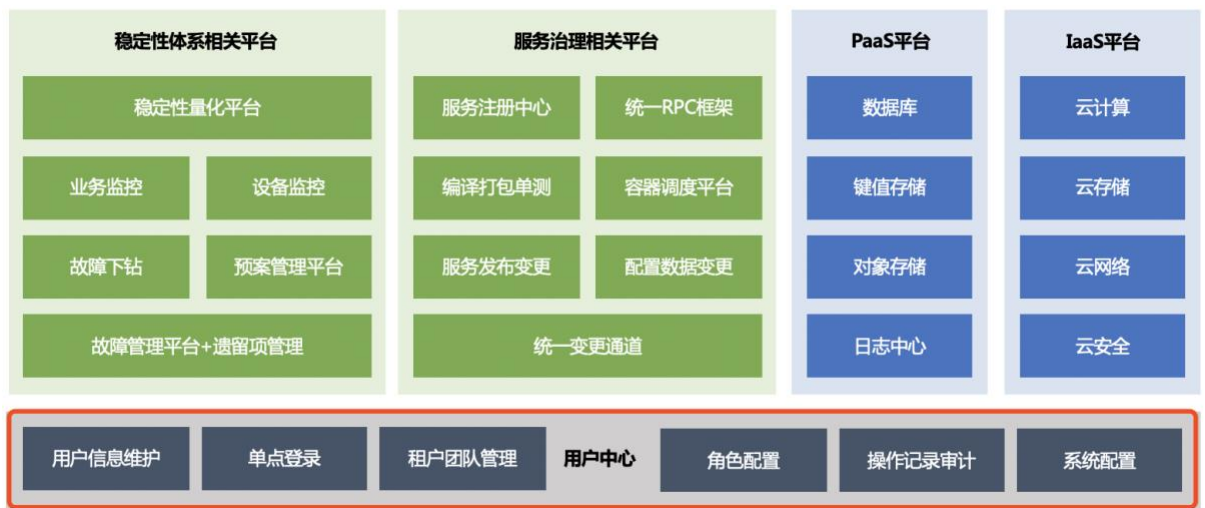 稳定性体系相关平台
稳定性量化平台
业务监控
设备监控
故障下钻
预案管理平台
故障管理平台+遗留项管理
服务治理相关平台
服务注册中心
统一RPC框架
编译打包单测
容器调度平台
服务发布变更
配置数据变更
统一变更通道
PaaS平台
数据库
键值存储
对象存储
日志中心
IaaS平台
云计算
云存储
云网络
云安全
用户信息维护
单点登录
租户团队管理
用户中心
角色配置
操作记录审计
系统配置